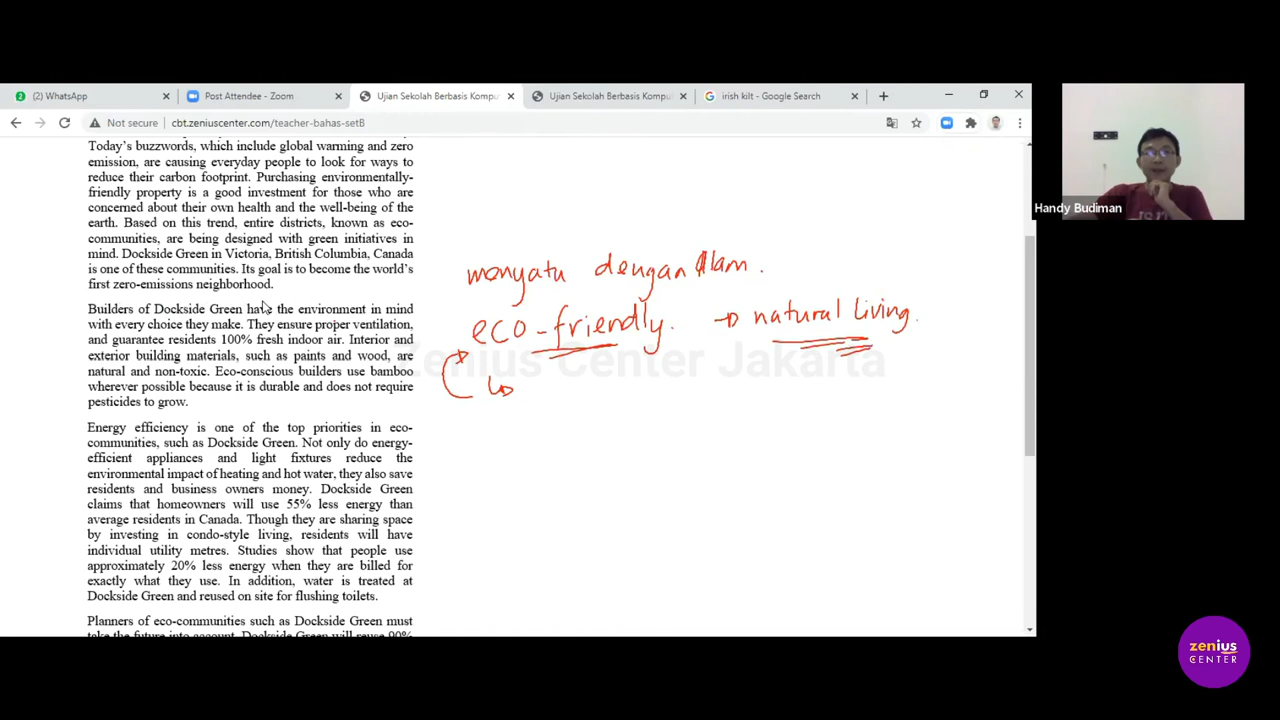 (2) WhatsApp
Post Attendee - Zoom
Ujian Sekolah Berbasis Kompu
Ujian Sekolah Berbasis Kompu
irish kilt - Google Search
Not secure
cbt.zeniuscenter.com/teacher-bahas-setB
Today's buzzwords, which include global warming and zero
emission, are causing everyday people to look for ways to
reduce their carbon footprint. Purchasing environmentally-
friendly property is a good investment for those who are
concerned about their own health and the well-being of the
earth. Based on this trend, entire districts, known as eco-
communities, are being designed with green initiatives in
mind. Dockside Green in Victoria, British Columbia, Canada
is one of these communities. Its goal is to become the world's
first zero-emissions neighborhood.
Builders of Dockside Green have the environment in mind
with every choice they make. They ensure proper ventilation,
and guarantee residents 100% fresh indoor air. Interior and
exterior building materials, such as paints and wood, are
natural and non-toxic. Eco-conscious builders use bamboo
wherever possible because it is durable and does not require
pesticides to grow.
Energy efficiency is one of the top priorities in eco-
communities, such as Dockside Green. Not only do energy-
efficient appliances and light fixtures reduce the
environmental impact of heating and hot water, they also save
residents and business owners money. Dockside Green
claims that homeowners will use 55% less energy than
average residents in Canada. Though they are sharing space
by investing in condo-style living, residents will have
individual utility metres. Studies show that people use
approximately 20% less energy when they are billed for
exactly what they use. In addition, water is treated at
Dockside Green and reused on site for flushing toilets.
Planners of eco-communities such as Dockside Green must
take the future into account. Dockside Green will reuse 90%
menyatu dengan Alam.
eco-friendly. → natural living.
Zenius Center Jakarta
Handy Budiman
zenius
CENTER